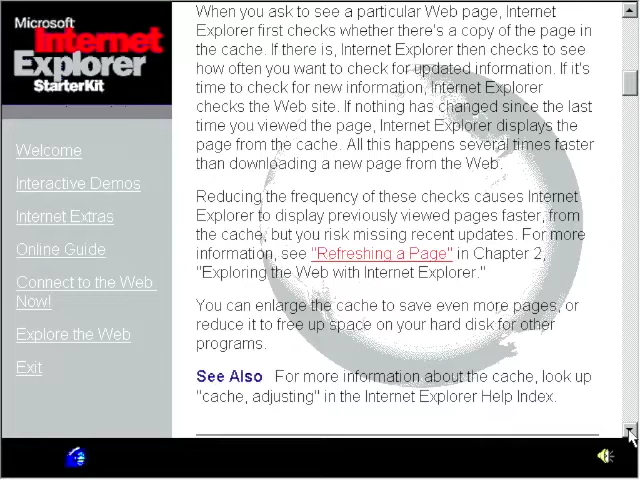 Microsoft
Internet
Explorer
StarterKit
Welcome
Interactive Demos
Internet Extras
Online Guide
Connect to the Web
Now!
Explore the Web
Exit
When you ask to see a particular Web page, Internet
Explorer first checks whether there's a copy of the page in
the cache. If there is, Internet Explorer then checks to see
how often you want to check for updated information. If it's
time to check for new information, Internet Explorer
checks the Web site. If nothing has changed since the last
time you viewed the page, Internet Explorer displays the
page from the cache. All this happens several times faster
than downloading a new page from the Web.
Reducing the frequency of these checks causes Internet
Explorer to display previously viewed pages faster, from
the cache, but you risk missing recent updates. For more
information, see "Refreshing a Page" in Chapter 2,
"Exploring the Web with Internet Explorer."
You can enlarge the cache to save even more pages, or
reduce it to free up space on your hard disk for other
programs.
See Also For more information about the cache, look up
"cache, adjusting" in the Internet Explorer Help Index.